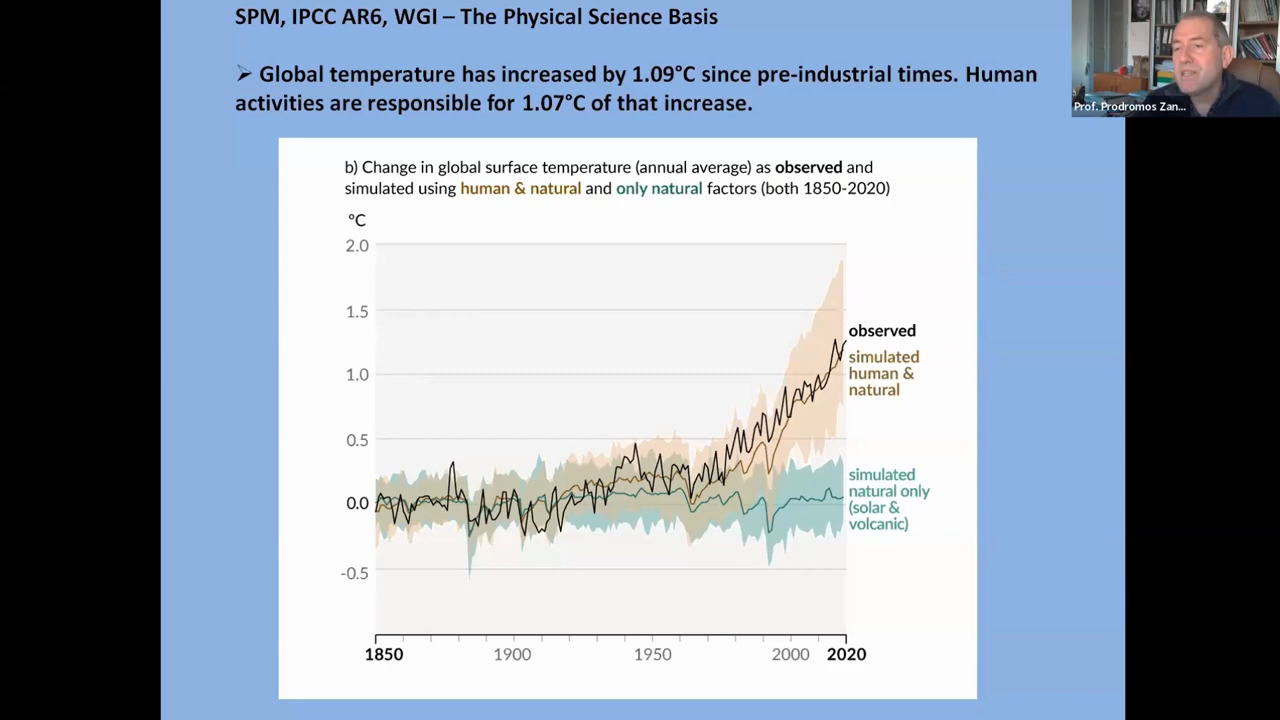 SPM, IPCC AR6, WGI – The Physical Science Basis
➢ Global temperature has increased by 1.09°C since pre-industrial times. Human
activities are responsible for 1.07°C of that increase.
Prof. Prodromos Zan...
b) Change in global surface temperature (annual average) as observed and
simulated using human & natural and only natural factors (both 1850-2020)
°C
2.0
1.5
1.0
0.5
0.0
-0.5
observed
simulated
human &
natural
simulated
natural only
(solar &
volcanic)
1850 1900 1950 2000 2020